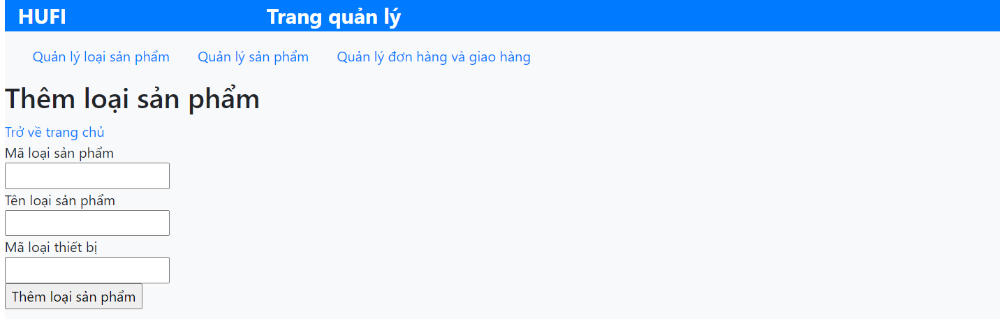 HUFI Trang quản lý
Quản lý loại sản phẩm Quản lý sản phẩm Quản lý đơn hàng và giao hàng
Thêm loại sản phẩm
Trở về trang chủ
Mã loại sản phẩm
Tên loại sản phẩm
Mã loại thiết bị
Thêm loại sản phẩm